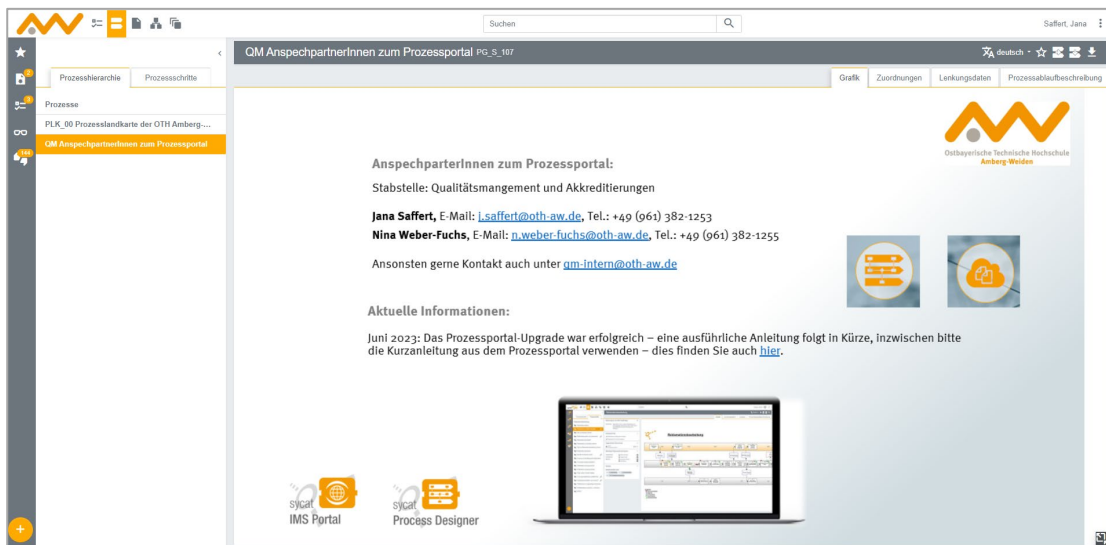 Suchen
Saffert, Jana
QM AnspechpartnerInnen zum Prozessportal PG_S_107
deutsch
Prozesshierarchie
Prozessschritte
Grafik
Zuordnungen
Lenkungsdaten
Prozessablaufbeschreibung
Prozesse
PLK_00 Prozesslandkarte der OTH Amberg-...
QM AnspechpartnerInnen zum Prozessportal
144
Ostbayerische Technische Hochschule
Amberg-Weiden
AnspechparterInnen zum Prozessportal:
Stabstelle: Qualitätsmangement und Akkreditierungen
Jana Saffert, E-Mail: j.saffert@oth-aw.de, Tel.: +49 (961) 382-1253
Nina Weber-Fuchs, E-Mail: n.weber-fuchs@oth-aw.de, Tel.: +49 (961) 382-1255
Ansonsten gerne Kontakt auch unter qm-intern@oth-aw.de
Aktuelle Informationen:
Juni 2023: Das Prozessportal-Upgrade war erfolgreich – eine ausführliche Anleitung folgt in Kürze, inzwischen bitte
die Kurzanleitung aus dem Prozessportal verwenden – dies finden Sie auch hier.
sycat
IMS Portal
sycat
Process Designer